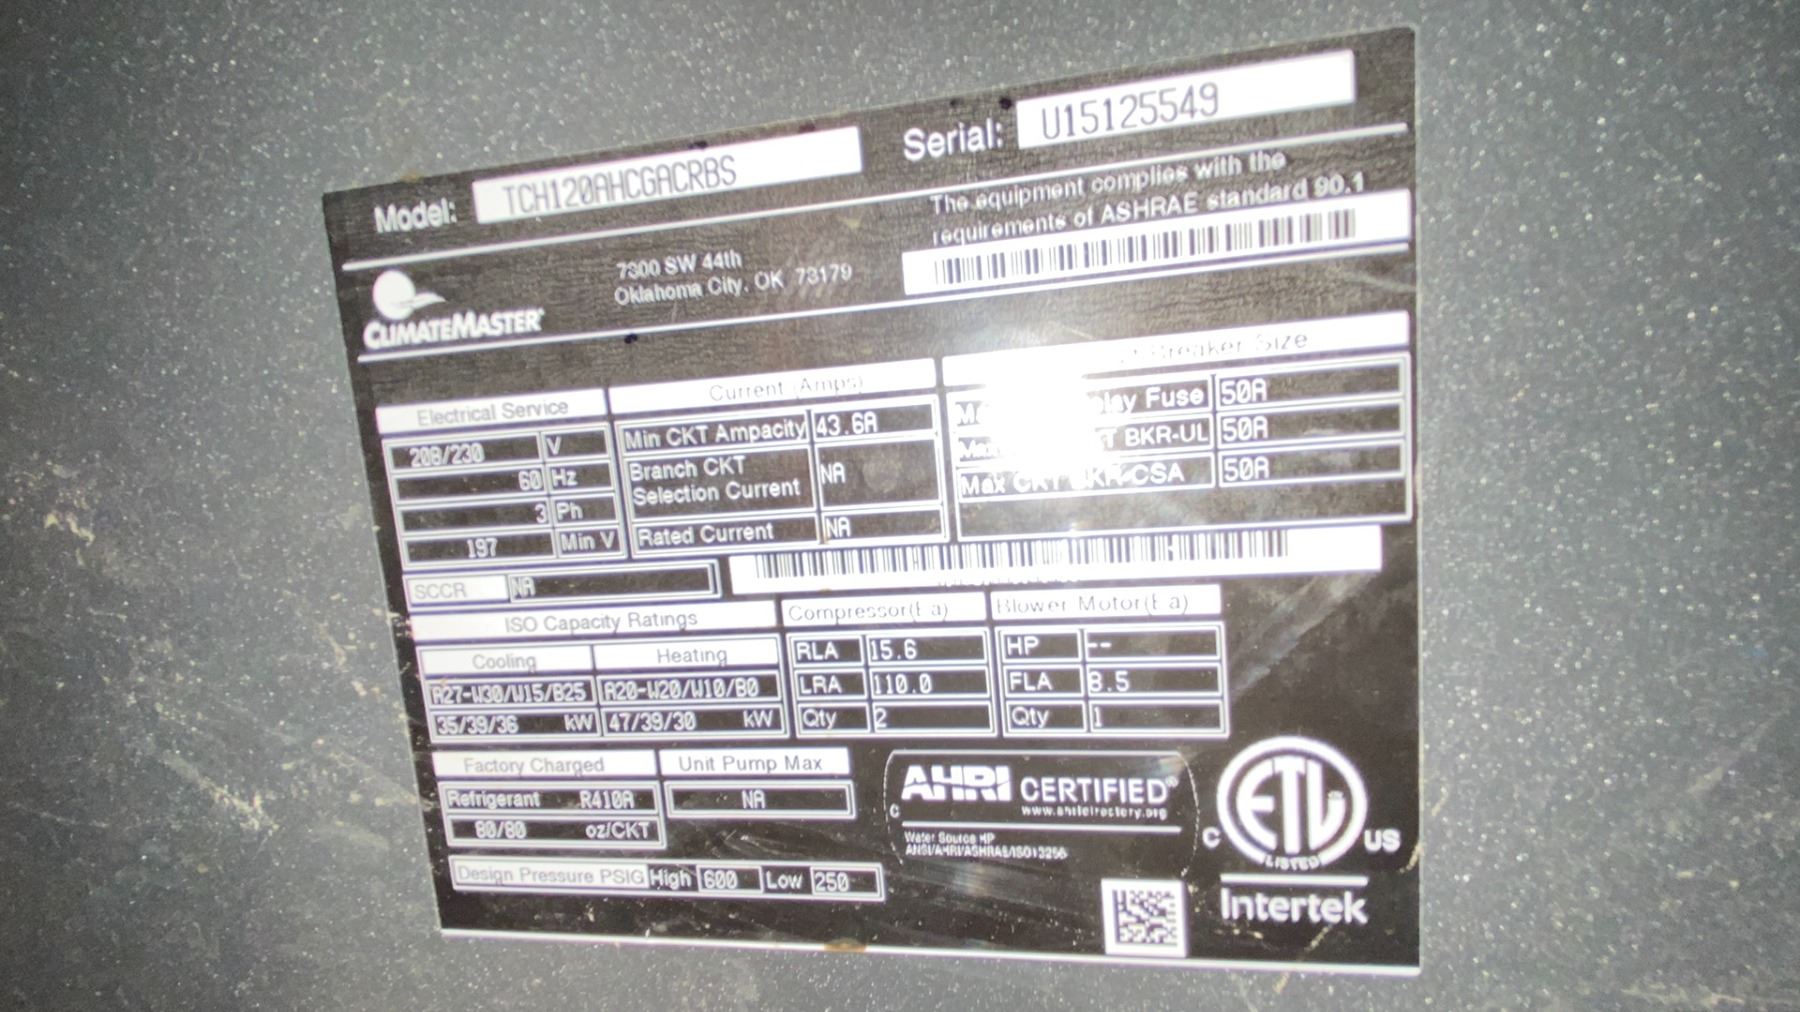 Model: TCH120AHCGACRBS
Serial: U15125549
The equipment complies with the
requirements of ASHRAE standard 90.1
CLIMATEMASTER
7300 SW 44th
Oklahoma City, OK 73179
Electrical Service
208/230 V
60 Hz
3 Ph
197 Min V
Current (Amps)
Min CKT Ampacity 43.6A
Branch CKT
Selection Current NA
Rated Current NA
Breaker Size
Fuse 50A
BKR-UL 50A
Max CKT BKR-CSA 50A
SCCR NA
ISO Capacity Ratings
Cooling Heating
A27-W30/W15/B25 A20-W20/W10/B0
35/39/36 kW 47/39/30 kW
Compressor(Ea)
RLA 15.6
LRA 110.0
Qty 2
Blower Motor(Ea)
HP --
FLA 8.5
Qty 1
Factory Charged
Refrigerant R410A
80/80 oz/CKT
Unit Pump Max
NA
Design Pressure PSIG High 600 Low 250
C AHRI CERTIFIED®
www.ahridirectory.org
Water Source HP
ANSI/AHRI/ASHRAE/ISO13256
C ETL US
LISTED
Intertek